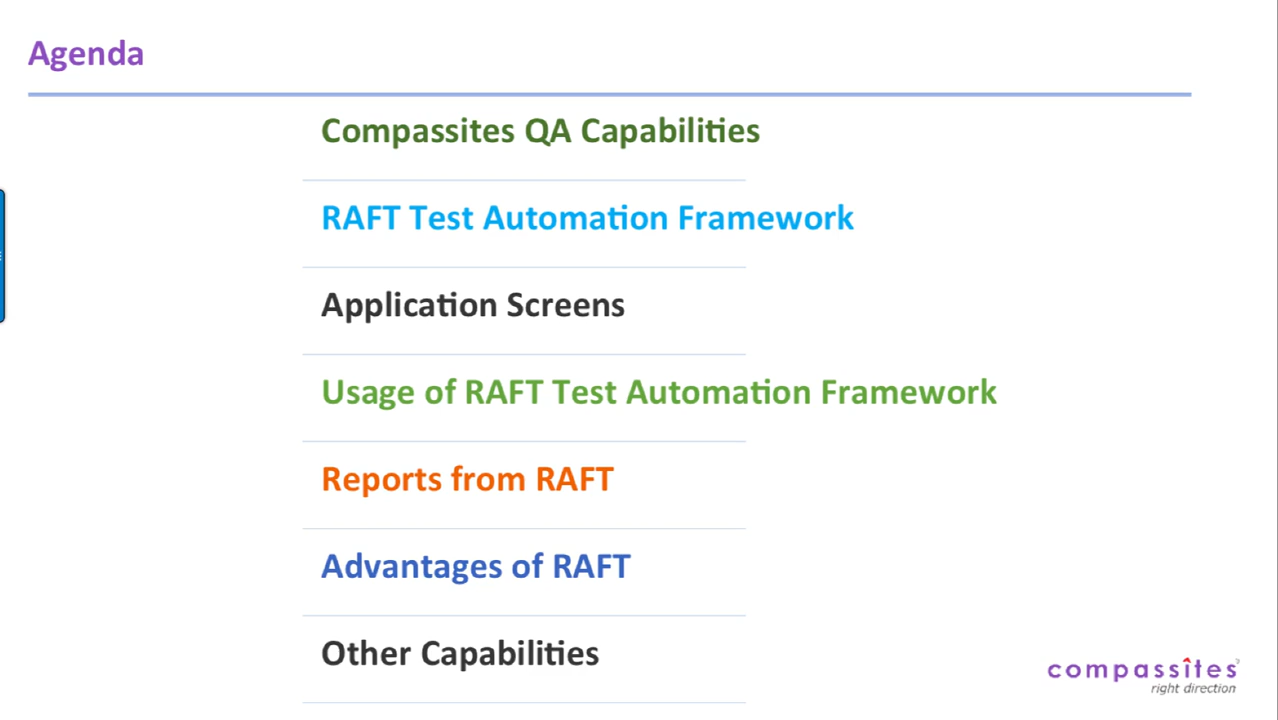 Agenda
Compassites QA Capabilities
RAFT Test Automation Framework
Application Screens
Usage of RAFT Test Automation Framework
Reports from RAFT
Advantages of RAFT
Other Capabilities
compassites
right direction